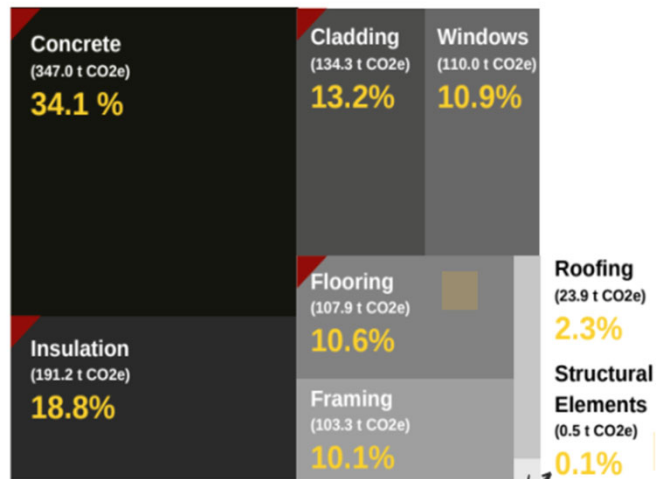 Concrete
(347.0 t CO2e)
34.1 %
Cladding
(134.3 t CO2e)
13.2%
Windows
(110.0 t CO2e)
10.9%
Insulation
(191.2 t CO2e)
18.8%
Flooring
(107.9 t CO2e)
10.6%
Framing
(103.3 t CO2e)
10.1%
Roofing
(23.9 t CO2e)
2.3%
Structural
Elements
(0.5 t CO2e)
0.1%